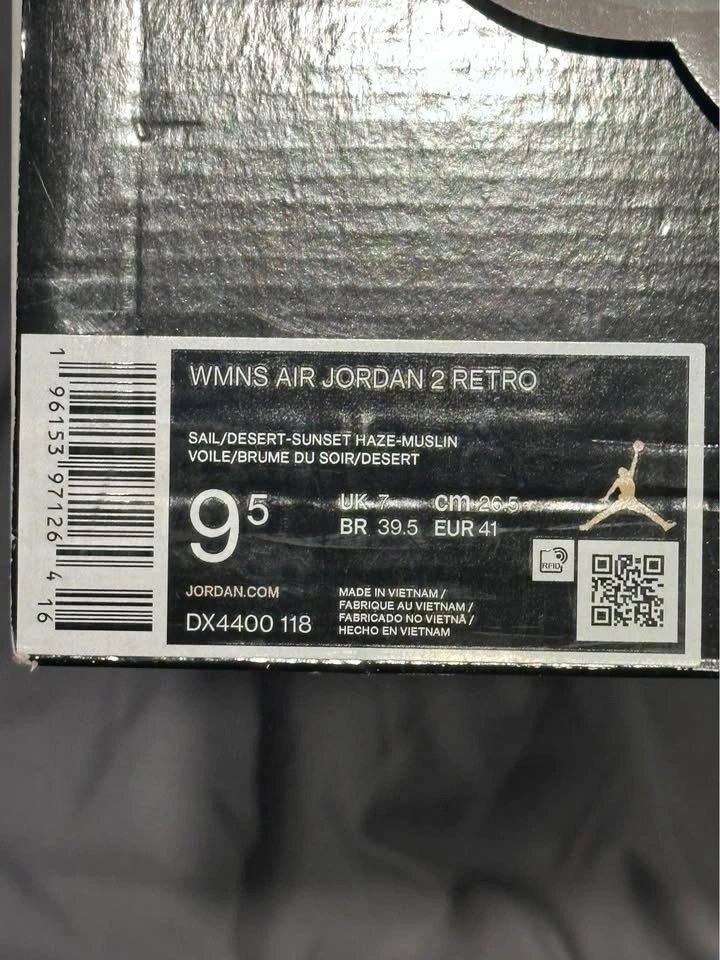 WMNS AIR JORDAN 2 RETRO
SAIL/DESERT-SUNSET HAZE-MUSLIN
VOILE/BRUME DU SOIR/DESERT
9 5
UK 7 cm 26.5
BR 39.5 EUR 41
RFID
JORDAN.COM
DX4400 118
MADE IN VIETNAM /
FABRIQUE AU VIETNAM /
FABRICADO NO VIETNÃ /
HECHO EN VIETNAM
1 96153 97126 4 16